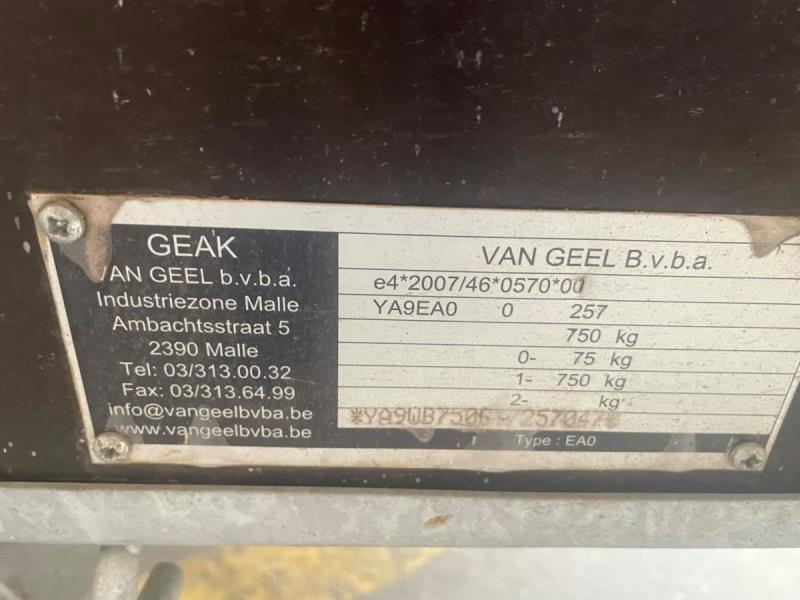 GEAK
VAN GEEL b.v.b.a.
Industriezone Malle
Ambachtsstraat 5
2390 Malle
Tel: 03/313.00.32
Fax: 03/313.64.99
info@vangeelbvba.be
www.vangeelbvba.be
VAN GEEL B.v.b.a.
e4*2007/46*0570*00
YA9EA0 0 257
750 kg
0- 75 kg
1- 750 kg
2- kg
Type : EA0